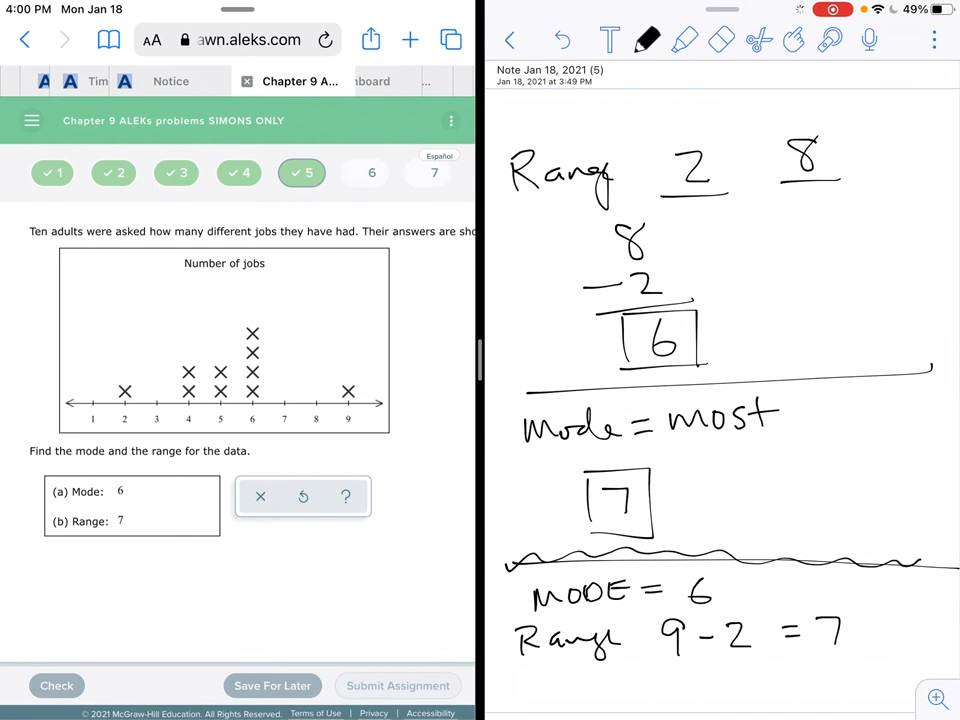 4:00 PM Mon Jan 18
49%
AA awn.aleks.com
Tim
Notice
Chapter 9 A...
nboard
...
Chapter 9 ALEKs problems SIMONS ONLY
Español
1 2 3 4 5 6 7
Ten adults were asked how many different jobs they have had. Their answers are sho
Number of jobs
1 2 3 4 5 6 7 8 9
Find the mode and the range for the data.
(a) Mode: 6
(b) Range: 7
?
Check
Save For Later
Submit Assignment
© 2021 McGraw-Hill Education. All Rights Reserved. Terms of Use | Privacy | Accessibility
T
Note Jan 18, 2021 (5)
Jan 18, 2021 at 3:49 PM
Range 2 8
8
- 2
6
mode = most
7
MODE = 6
Range 9 - 2 = 7